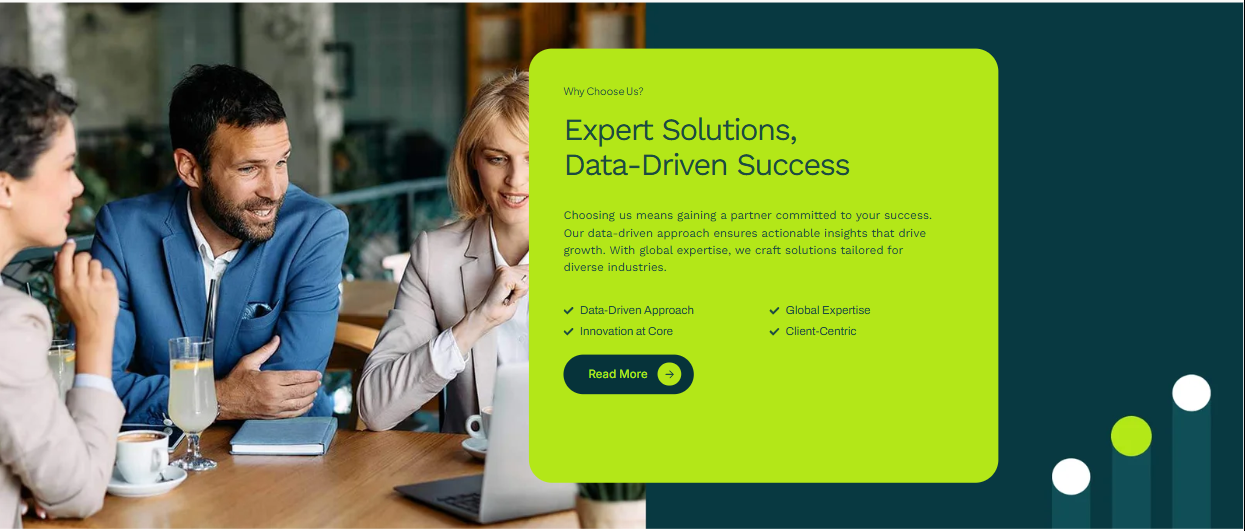 Why Choose Us?
Expert Solutions,
Data-Driven Success
Choosing us means gaining a partner committed to your success.
Our data-driven approach ensures actionable insights that drive
growth. With global expertise, we craft solutions tailored for
diverse industries.
Data-Driven Approach
Global Expertise
Innovation at Core
Client-Centric
Read More